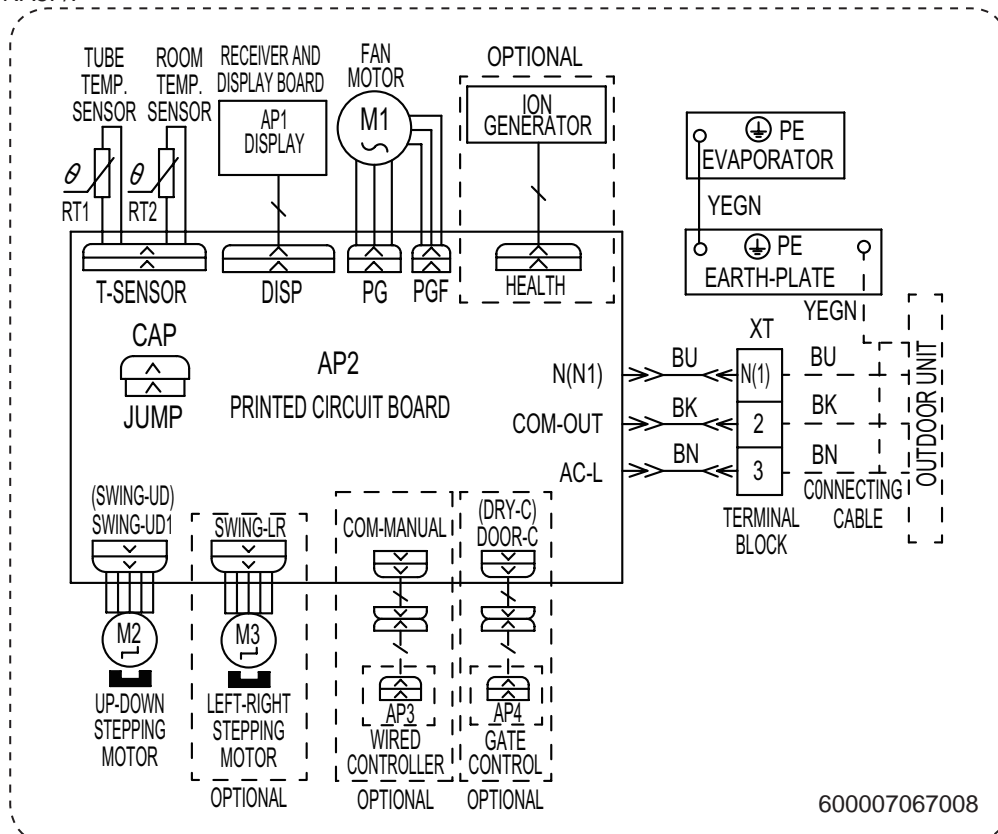 TUBE
TEMP.
SENSOR
ROOM
TEMP.
SENSOR
RECEIVER AND
DISPLAY BOARD
AP1
DISPLAY
FAN
MOTOR
M1
OPTIONAL
ION
GENERATOR
PE
EVAPORATOR
YEGN
PE
EARTH-PLATE
YEGN
θ
RT1
θ
RT2
T-SENSOR
DISP
PG
PGF
HEALTH
CAP
JUMP
AP2
PRINTED CIRCUIT BOARD
N(N1)
COM-OUT
AC-L
BU
BK
BN
XT
N(1)
2
3
TERMINAL
BLOCK
BU
BK
BN
CONNECTING
CABLE
OUTDOOR UNIT
(SWING-UD)
SWING-UD1
M2
UP-DOWN
STEPPING
MOTOR
SWING-LR
M3
LEFT-RIGHT
STEPPING
MOTOR
OPTIONAL
COM-MANUAL
AP3
WIRED
CONTROLLER
OPTIONAL
(DRY-C)
DOOR-C
AP4
GATE
CONTROL
OPTIONAL
600007067008